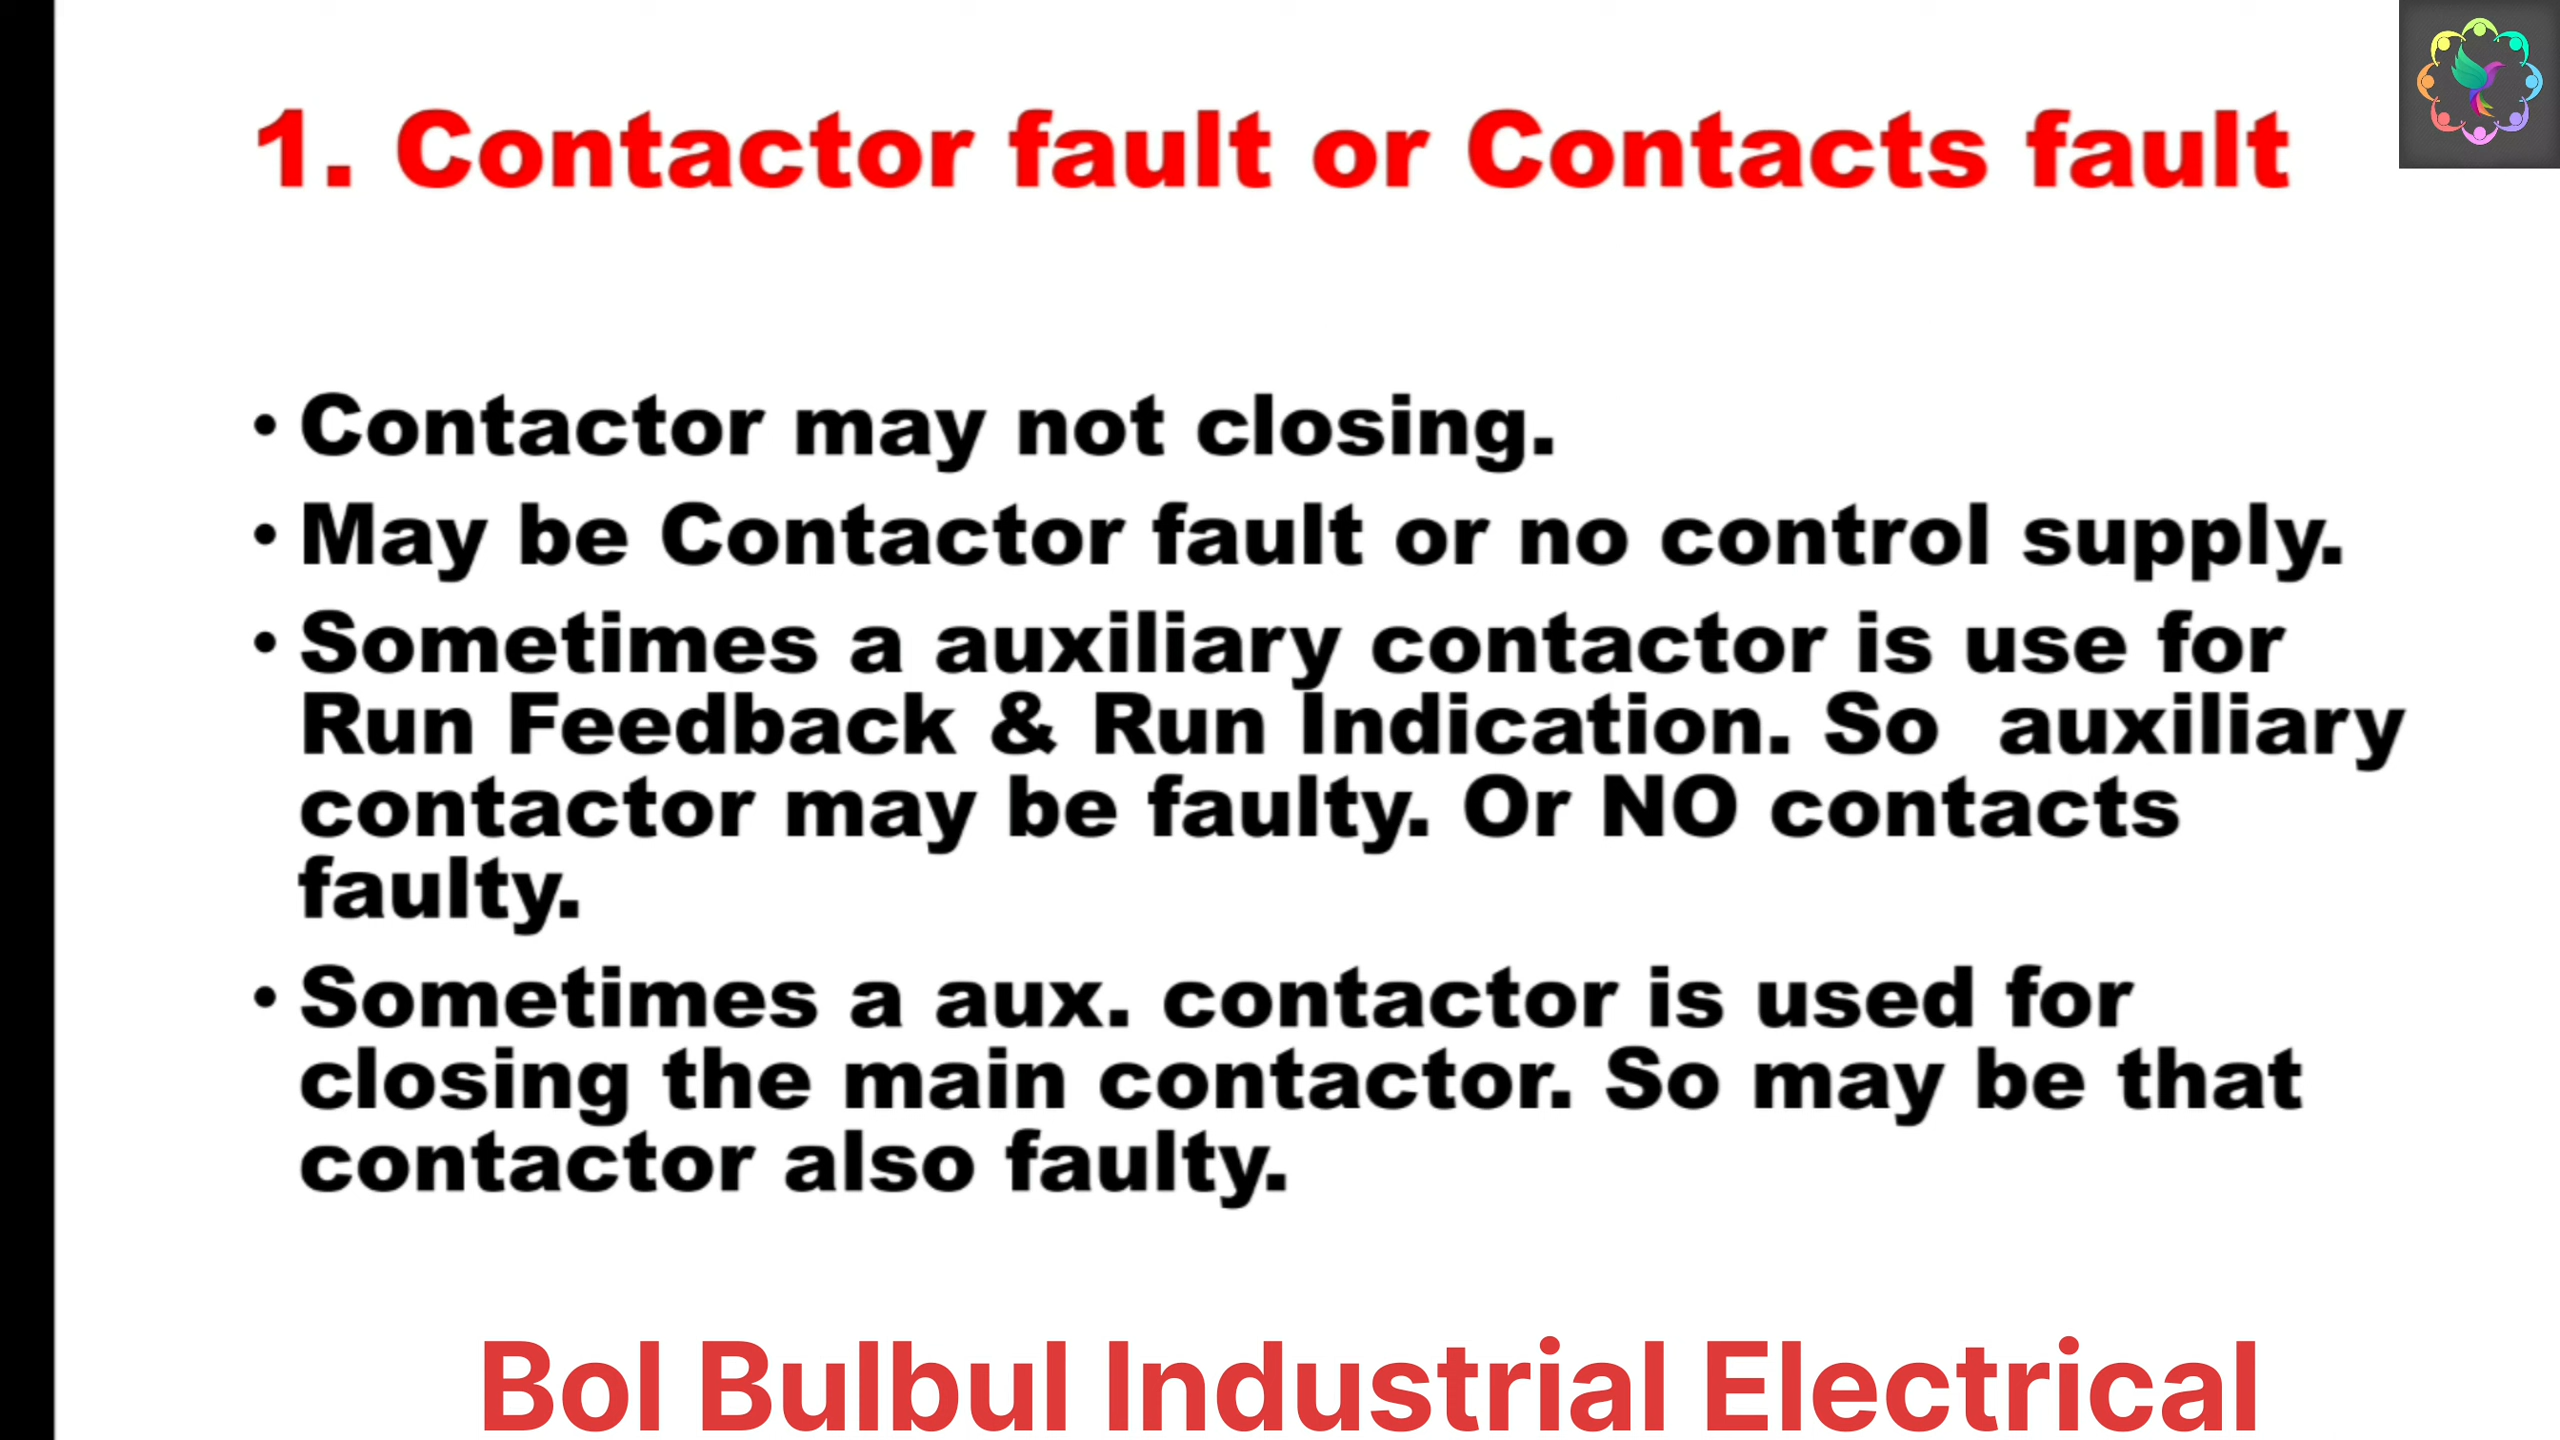 1. Contactor fault or Contacts fault
• Contactor may not closing.
• May be Contactor fault or no control supply.
• Sometimes a auxiliary contactor is use for
Run Feedback & Run Indication. So  auxiliary
contactor may be faulty. Or NO contacts
faulty.
• Sometimes a aux. contactor is used for
closing the main contactor. So may be that
contactor also faulty.
Bol Bulbul Industrial Electrical